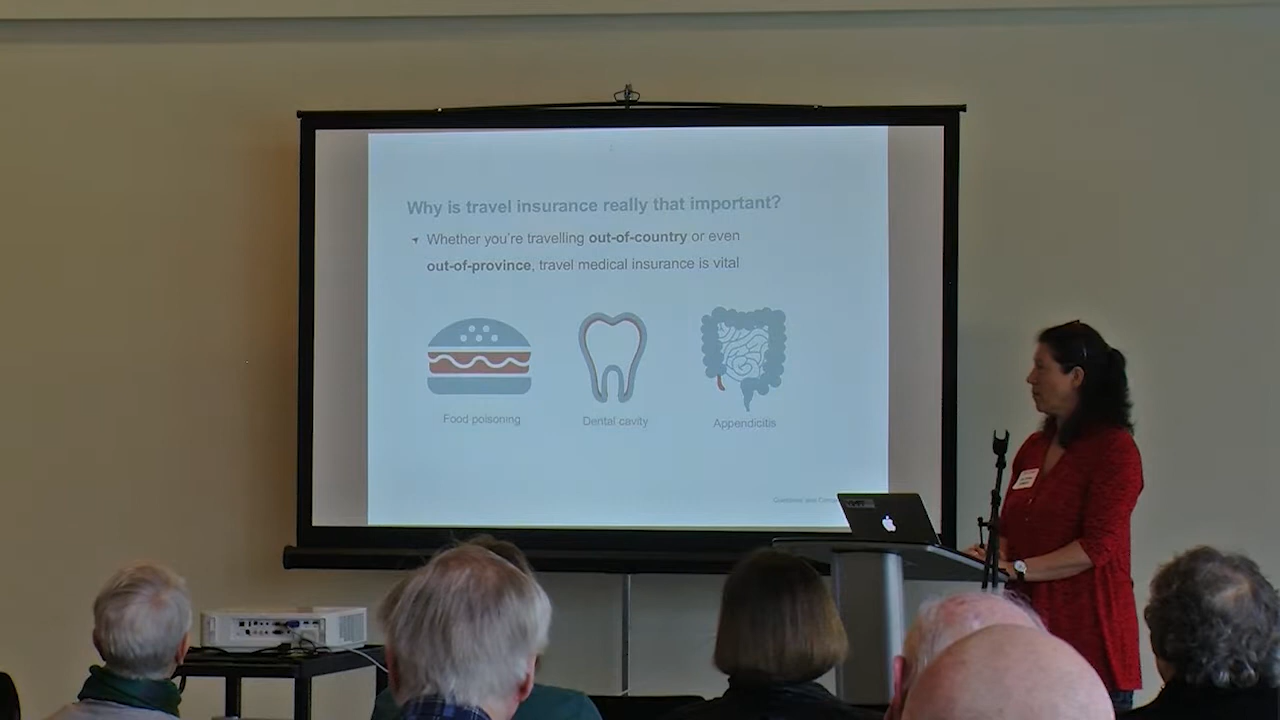 Why is travel insurance really that important?
Whether you're travelling out-of-country or even
out-of-province, travel medical insurance is vital
Food poisoning
Dental cavity
Appendicitis